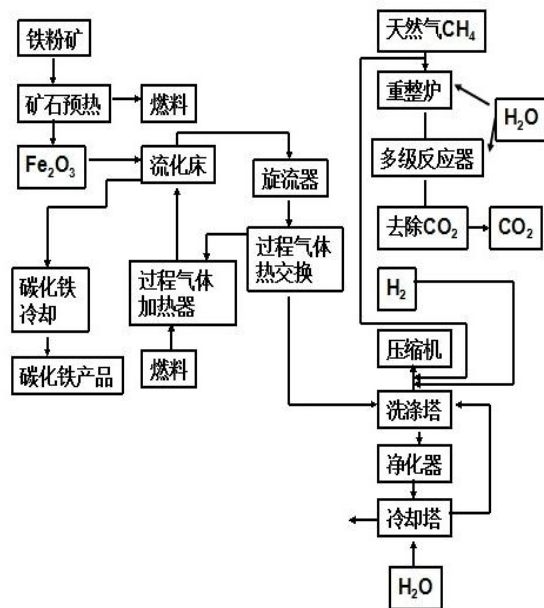 铁粉矿
矿石预热
燃料
Fe₂O₃
流化床
旋流器
过程气体
热交换
过程气体
加热器
燃料
碳化铁
冷却
碳化铁产品
天然气CH₄
重整炉
H₂O
多级反应器
去除CO₂
CO₂
H₂
压缩机
洗涤塔
净化器
冷却塔
H₂O